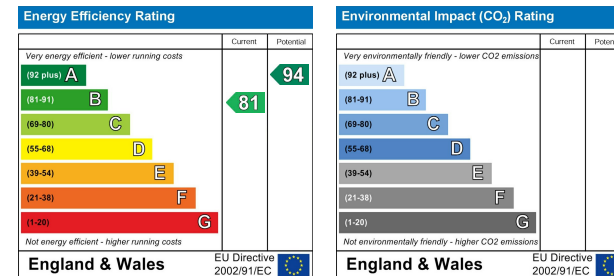 Energy Efficiency Rating
Current Potential
Very energy efficient - lower running costs
(92 plus) A
94
(81-91) B
81
(69-80) C
(55-68) D
(39-54) E
(21-38) F
(1-20) G
Not energy efficient - higher running costs
England & Wales
EU Directive
2002/91/EC
Environmental Impact (CO₂) Rating
Current Poten
Very environmentally friendly - lower CO2 emissions
(92 plus) A
(81-91) B
(69-80) C
(55-68) D
(39-54) E
(21-38) F
(1-20) G
Not environmentally friendly - higher CO2 emissions
England & Wales
EU Directive
2002/91/EC